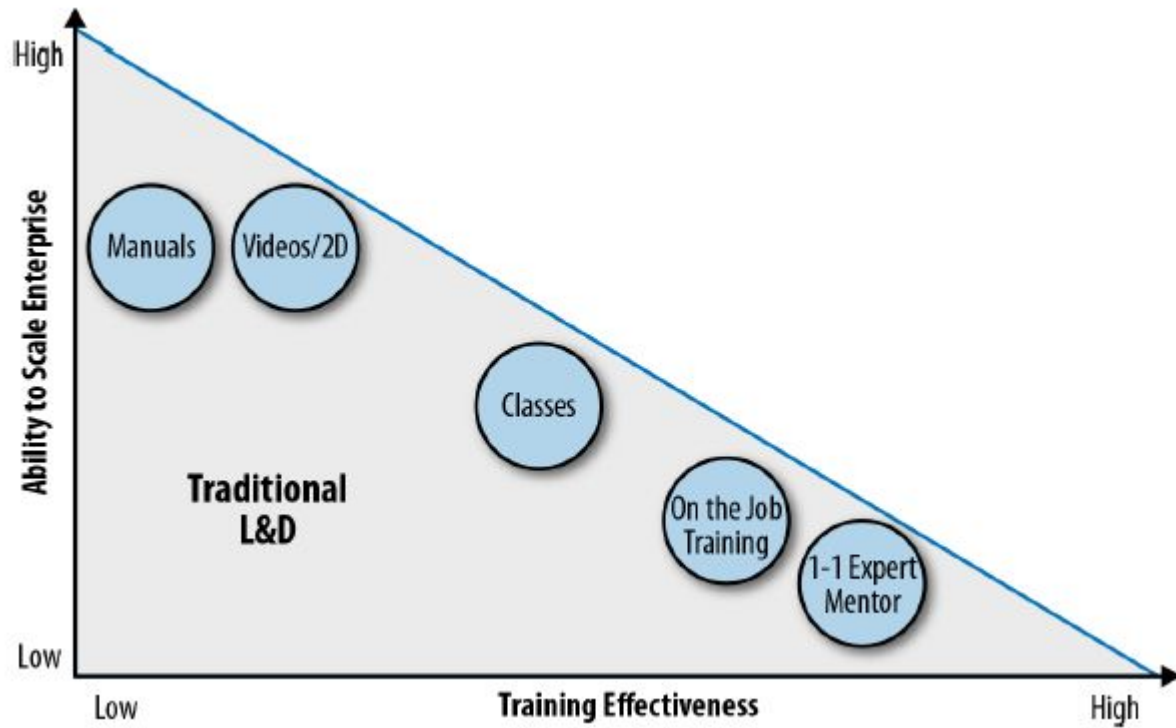 High
Ability to Scale Enterprise
Manuals
Videos/2D
Classes
Traditional
L&D
On the Job
Training
1-1 Expert
Mentor
Low
Low
Training Effectiveness
High